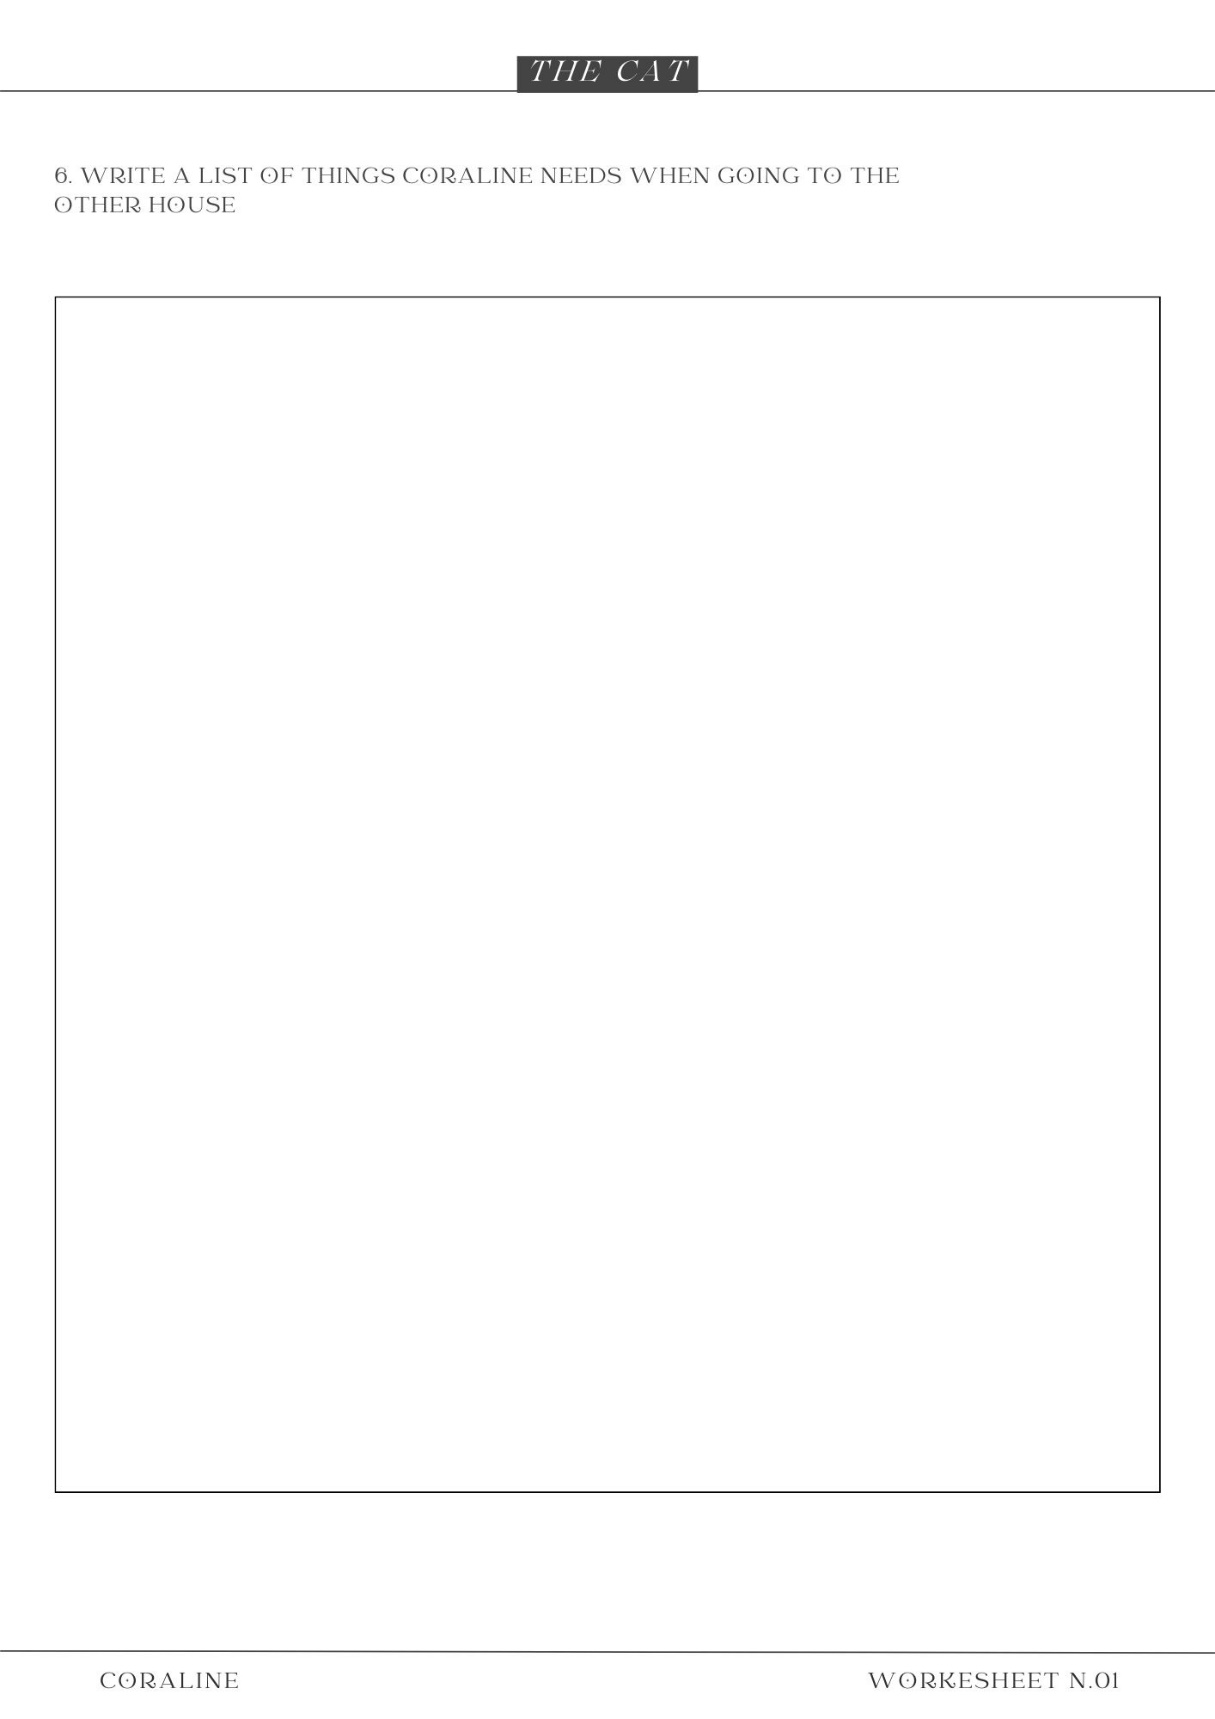 THE CAT
6. WRITE A LIST OF THINGS CORALINE NEEDS WHEN GOING TO THE
OTHER HOUSE
CORALINE
WORKESHEET N.01